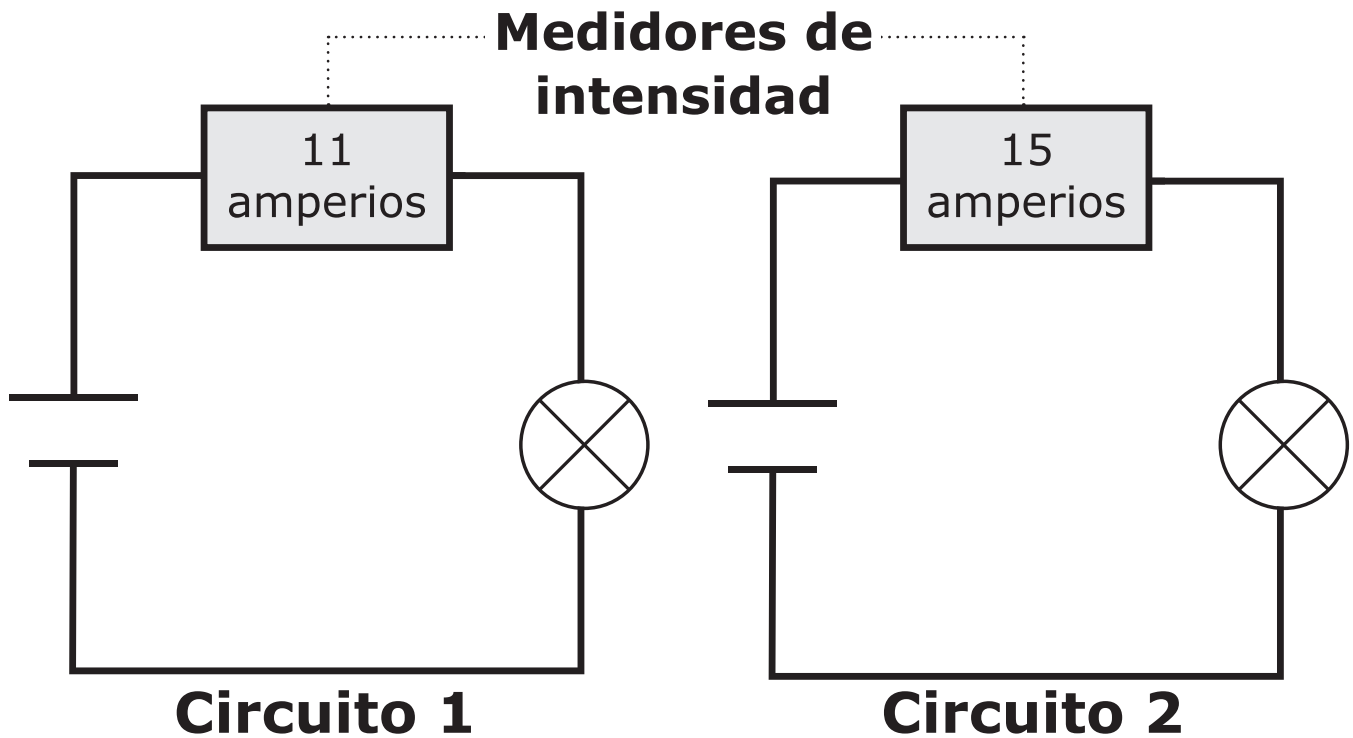 Medidores de
intensidad
11
amperios
15
amperios
Circuito 1
Circuito 2